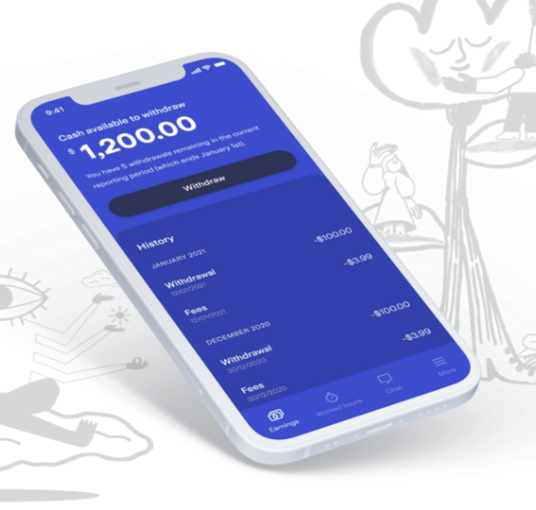 9:41
Cash available to withdraw
$ 1,200.00
You have 5 withdrawals remaining in the current
reporting period (which ends January 1st).
Withdraw
History
JANUARY 2021
Withdrawal -$100.00
12/01/2021
Fees -$3.99
12/01/2021
DECEMBER 2020
Withdrawal -$100.00
30/12/2020
Fees -$3.99
30/12/2020
Earnings Worked hours Chat More